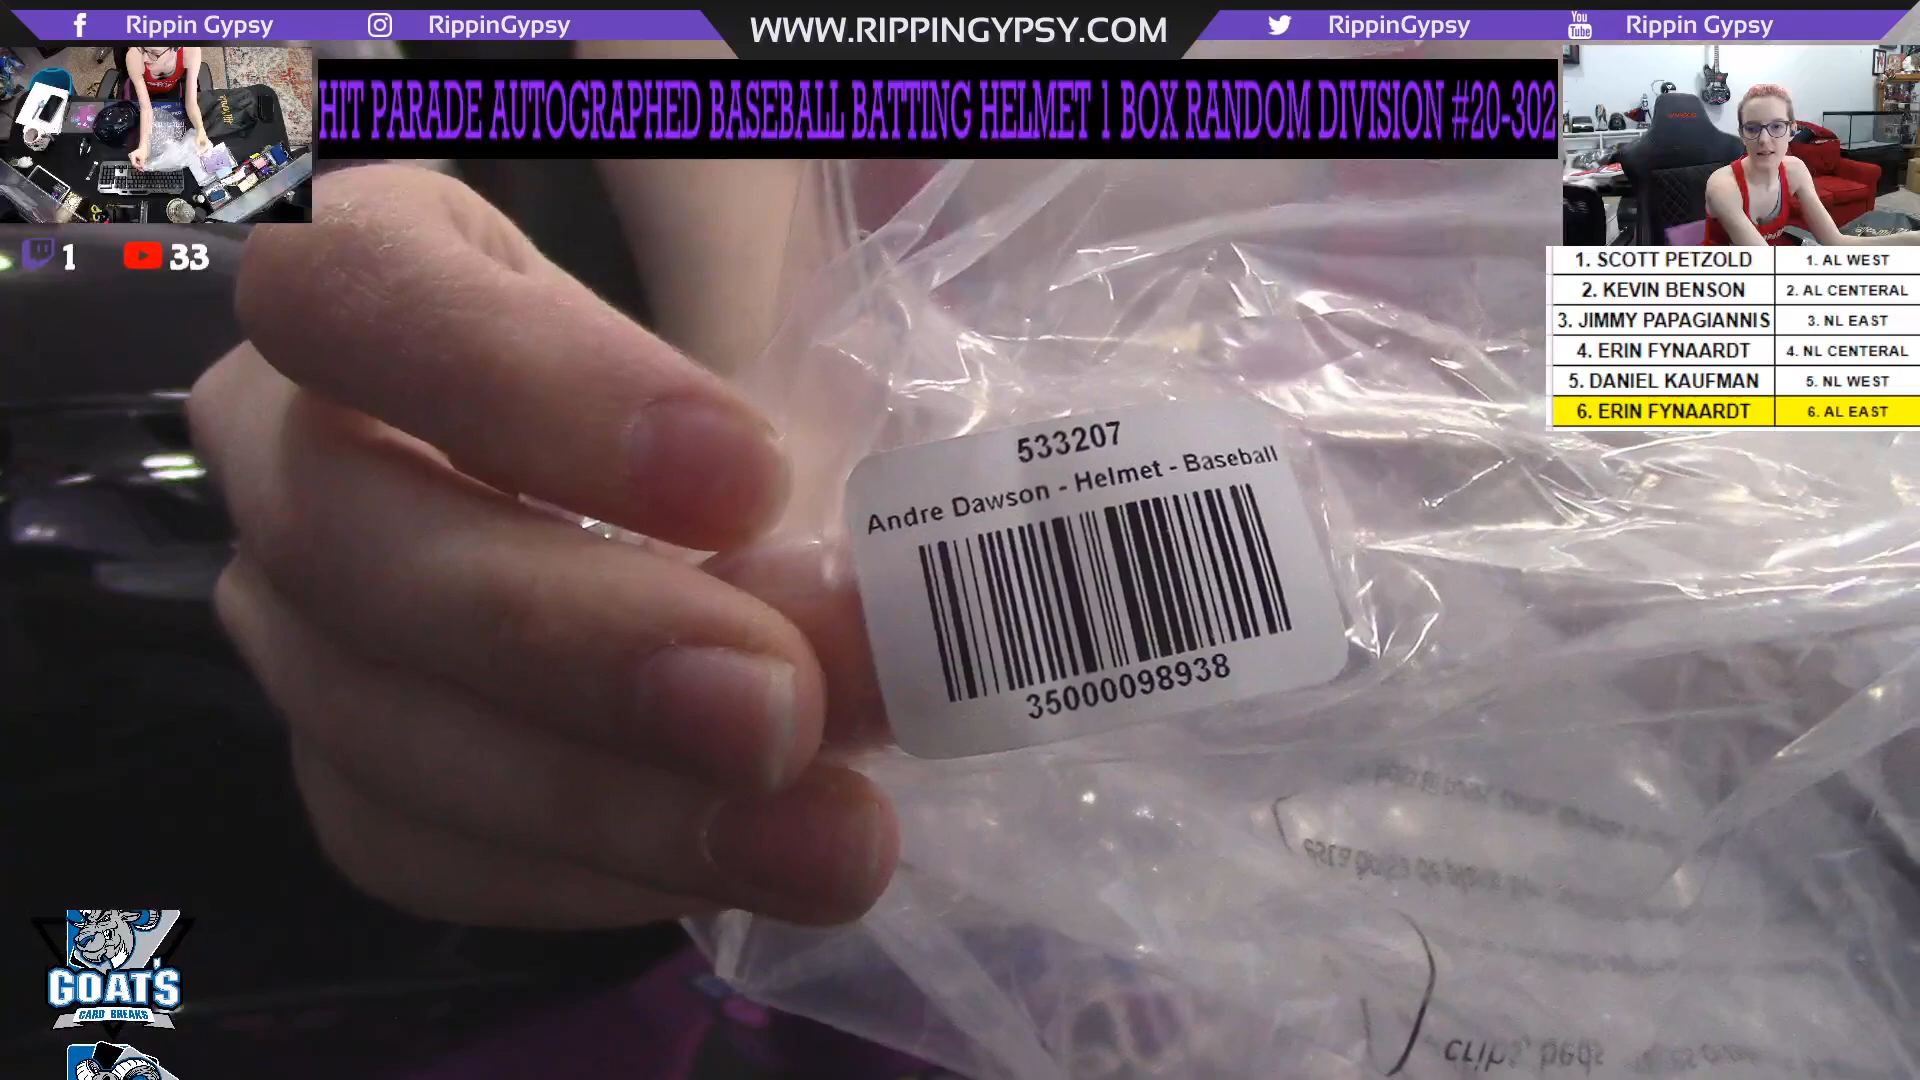 Rippin Gypsy
RippinGypsy
WWW.RIPPINGYPSY.COM
RippinGypsy
You Tube
Rippin Gypsy
HIT PARADE AUTOGRAPHED BASEBALL BATTING HELMET 1 BOX RANDOM DIVISION #20-302
1
33
1. SCOTT PETZOLD 1. AL WEST
2. KEVIN BENSON 2. AL CENTERAL
3. JIMMY PAPAGIANNIS 3. NL EAST
4. ERIN FYNAARDT 4. NL CENTERAL
5. DANIEL KAUFMAN 5. NL WEST
6. ERIN FYNAARDT 6. AL EAST
533207
Andre Dawson - Helmet - Baseball
35000098938
GOAT'S
CARD BREAKS